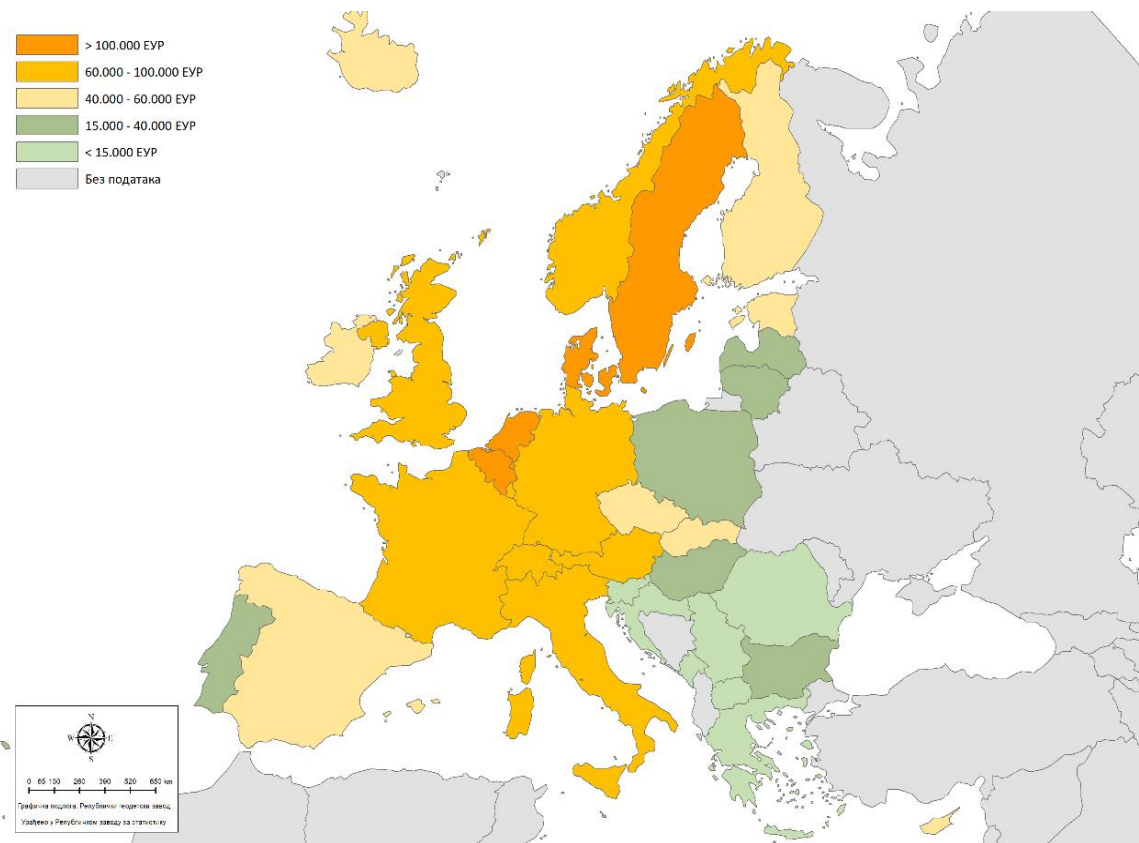 > 100.000 ЕУР
60.000 - 100.000 ЕУР
40.000 - 60.000 ЕУР
15.000 - 40.000 ЕУР
< 15.000 ЕУР
Без података
N
W E
S
0 65 130 260 390 520 650 км
Графичка подлога: Републички геодетски завод.
Урађено у Републичком заводу за статистику